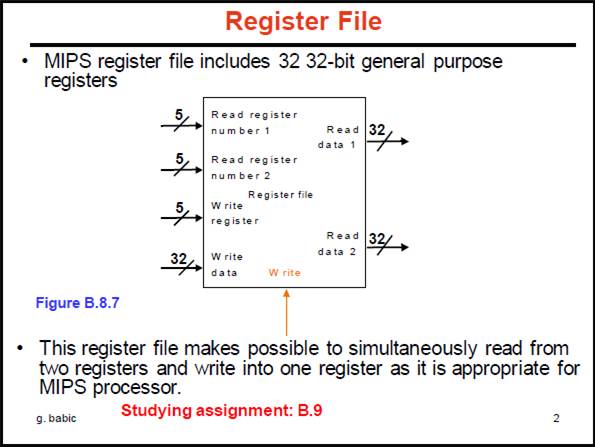 Register File
• MIPS register file includes 32 32-bit general purpose
registers
5
Read register
number 1
Read
data 1
32
5
Read register
number 2
Register file
5
Write
register
Read
data 2
32
32
Write
data
Write
Figure B.8.7
• This register file makes possible to simultaneously read from
two registers and write into one register as it is appropriate for
MIPS processor.
Studying assignment: B.9
g. babic
2